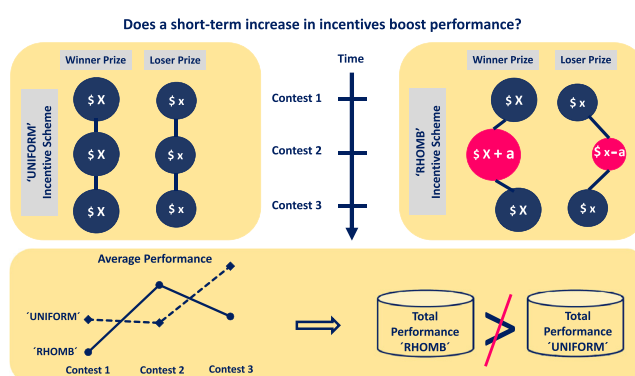 Does a short-term increase in incentives boost performance?
Winner Prize
Loser Prize
'UNIFORM'
Incentive Scheme
$ X
$ x
$ X
$ x
$ X
$ x
Time
Contest 1
Contest 2
Contest 3
Winner Prize
Loser Prize
'RHOMB'
Incentive Scheme
$ X
$ x
$ X + a
$ x-a
$ X
$ x
Average Performance
´UNIFORM´
´RHOMB´
Contest 1
Contest 2
Contest 3
Total
Performance
´RHOMB´
>
Total
Performance
´UNIFORM´